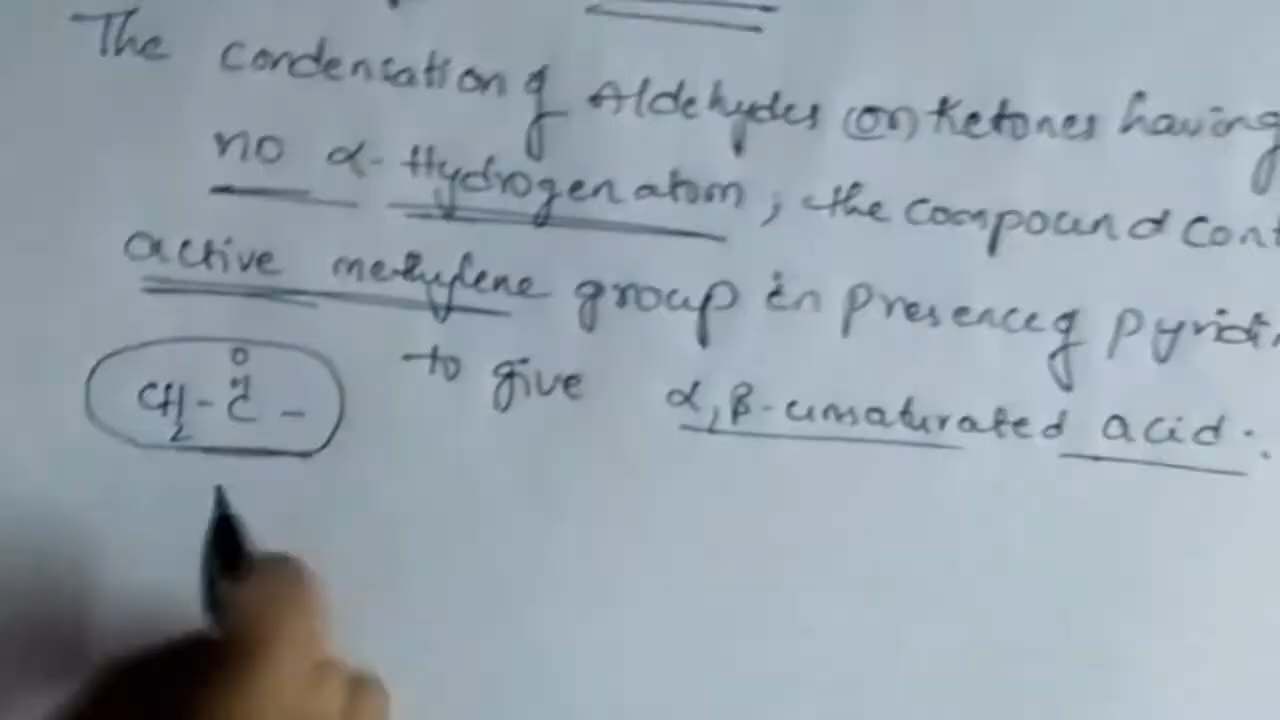 The condensation of Aldehydes (or) Ketones having
no α-Hydrogen atom, the compound cont
active methylene group in presence of pyridi
to give α,β-unsaturated acid.
O
CH2-C-